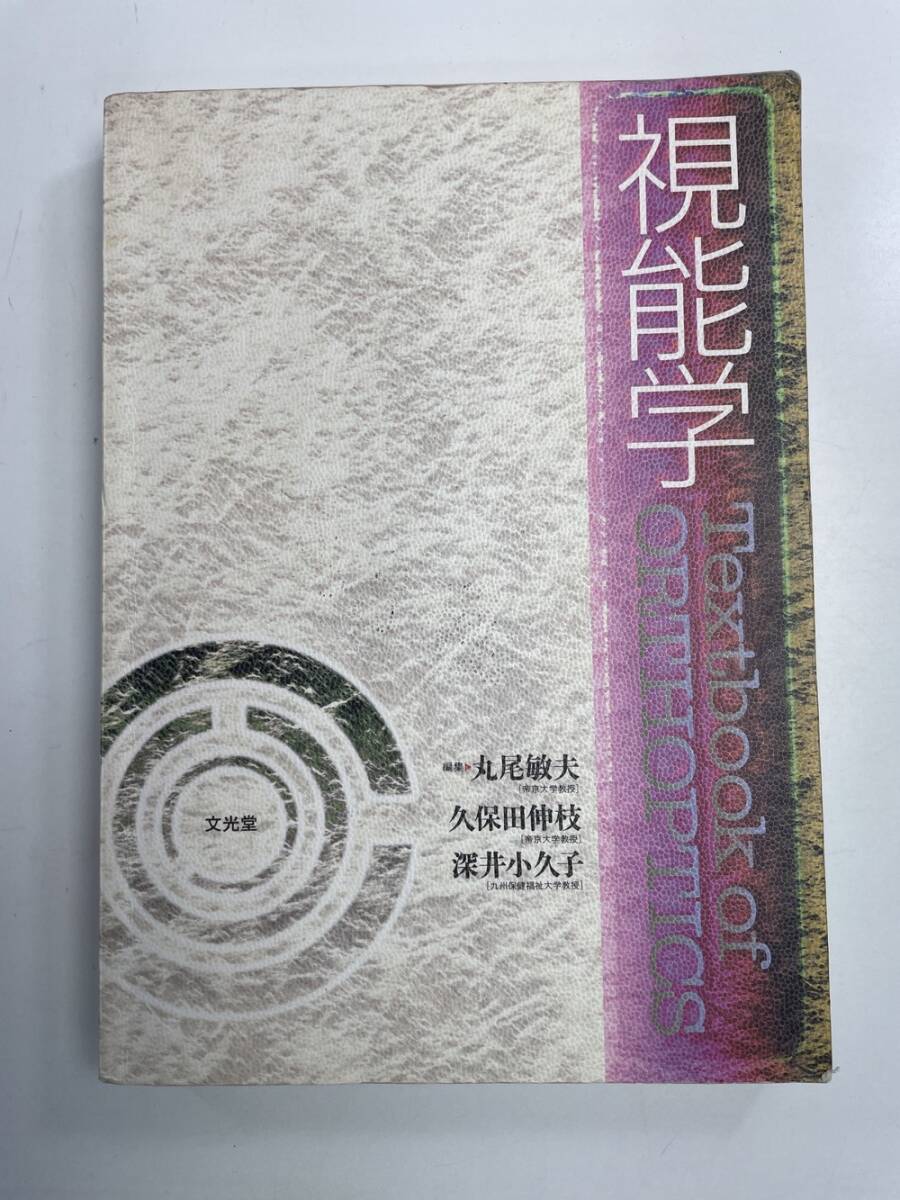 視能学
Textbook of
ORTHOPTICS
編集▶丸尾敏夫
[帝京大学教授]
久保田伸枝
[帝京大学教授]
深井小久子
[九州保健福祉大学教授]
文光堂